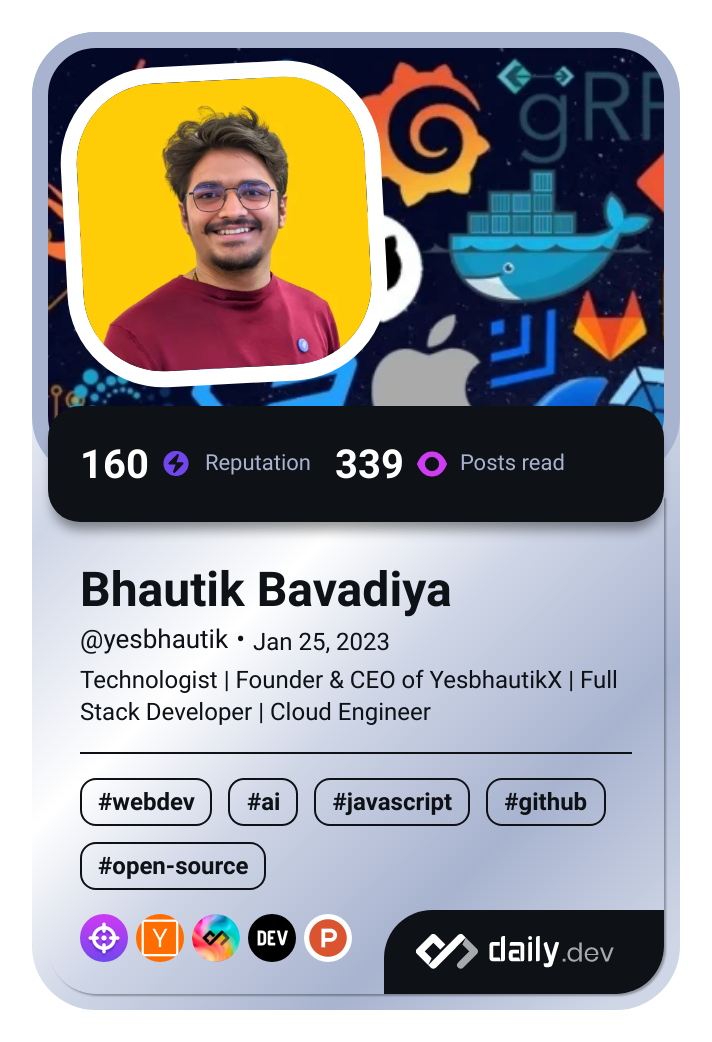 gRP
160 Reputation 339 Posts read
Bhautik Bavadiya
@yesbhautik • Jan 25, 2023
Technologist | Founder & CEO of YesbhautikX | Full
Stack Developer | Cloud Engineer
#webdev #ai #javascript #github
#open-source
Y DEV P daily.dev